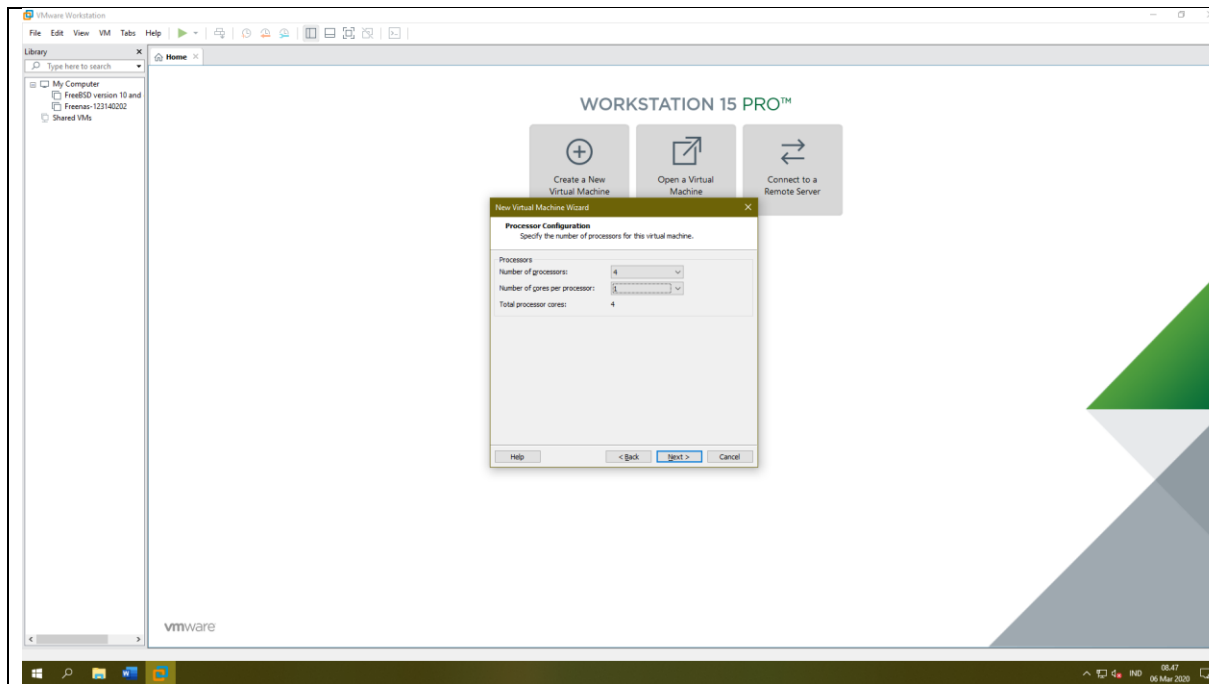 VMware Workstation
File Edit View VM Tabs Help
Library
Type here to search
Home
My Computer
FreeBSD version 10 and
Freenas-123140202
Shared VMs
WORKSTATION 15 PRO™
Create a New
Virtual Machine
Open a Virtual
Machine
Connect to a
Remote Server
New Virtual Machine Wizard
Processor Configuration
Specify the number of processors for this virtual machine.
Processors
Number of processors: 4
Number of cores per processor: 1
Total processor cores: 4
Help < Back Next > Cancel
vmware
IND
08.47
06 Mar 2020